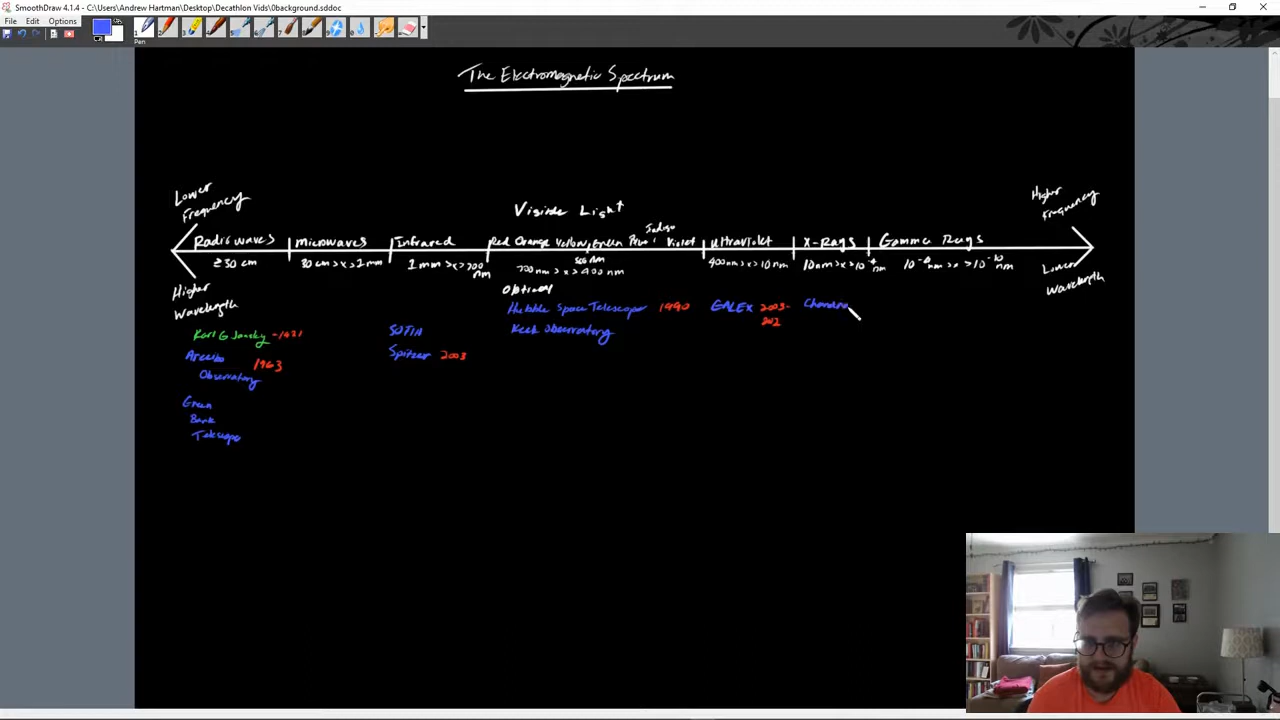 SmoothDraw 4.1.4 - C:\Users\Andrew Hartman\Desktop\Decathlon Vids\0background.sddoc
File Edit Options
Pen
The Electromagnetic Spectrum
Lower Frequency
Higher Frequency
Visible Light
Radio waves microwaves Infrared Red Orange Yellow, Green Blue Indigo Violet Ultraviolet X-Rays Gamma Rays
≥30 cm 30 cm > x > 1 mm 1 mm > x > 700 nm 700 nm > x > 400 nm 400 nm > x > 10 nm
500 nm
Higher Wavelength
Lower Wavelength
Optical
Hubble Space Telescope 1990
Keck Observatory
GALEX 2003-
Chandra
Karl G Jansky -1931
Arecibo Observatory 1963
Green
Bank
Telescope
SOFIA
Spitzer 2003